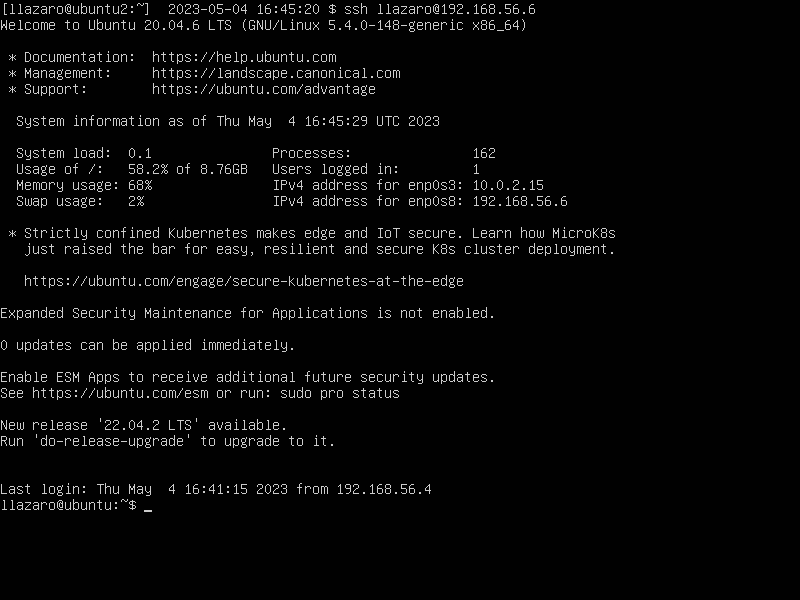 [llazaro@ubuntu2:~]  2023-05-04 16:45:20 $ ssh llazaro@192.168.56.6
Welcome to Ubuntu 20.04.6 LTS (GNU/Linux 5.4.0-148-generic x86_64)

 * Documentation:  https://help.ubuntu.com
 * Management:     https://landscape.canonical.com
 * Support:        https://ubuntu.com/advantage

  System information as of Thu May  4 16:45:29 UTC 2023

  System load:  0.1               Processes:               162
  Usage of /:   58.2% of 8.76GB   Users logged in:         1
  Memory usage: 68%               IPv4 address for enp0s3: 10.0.2.15
  Swap usage:   2%                IPv4 address for enp0s8: 192.168.56.6

 * Strictly confined Kubernetes makes edge and IoT secure. Learn how MicroK8s
   just raised the bar for easy, resilient and secure K8s cluster deployment.

   https://ubuntu.com/engage/secure-kubernetes-at-the-edge

Expanded Security Maintenance for Applications is not enabled.

0 updates can be applied immediately.

Enable ESM Apps to receive additional future security updates.
See https://ubuntu.com/esm or run: sudo pro status

New release '22.04.2 LTS' available.
Run 'do-release-upgrade' to upgrade to it.


Last login: Thu May  4 16:41:15 2023 from 192.168.56.4
llazaro@ubuntu:~$ _